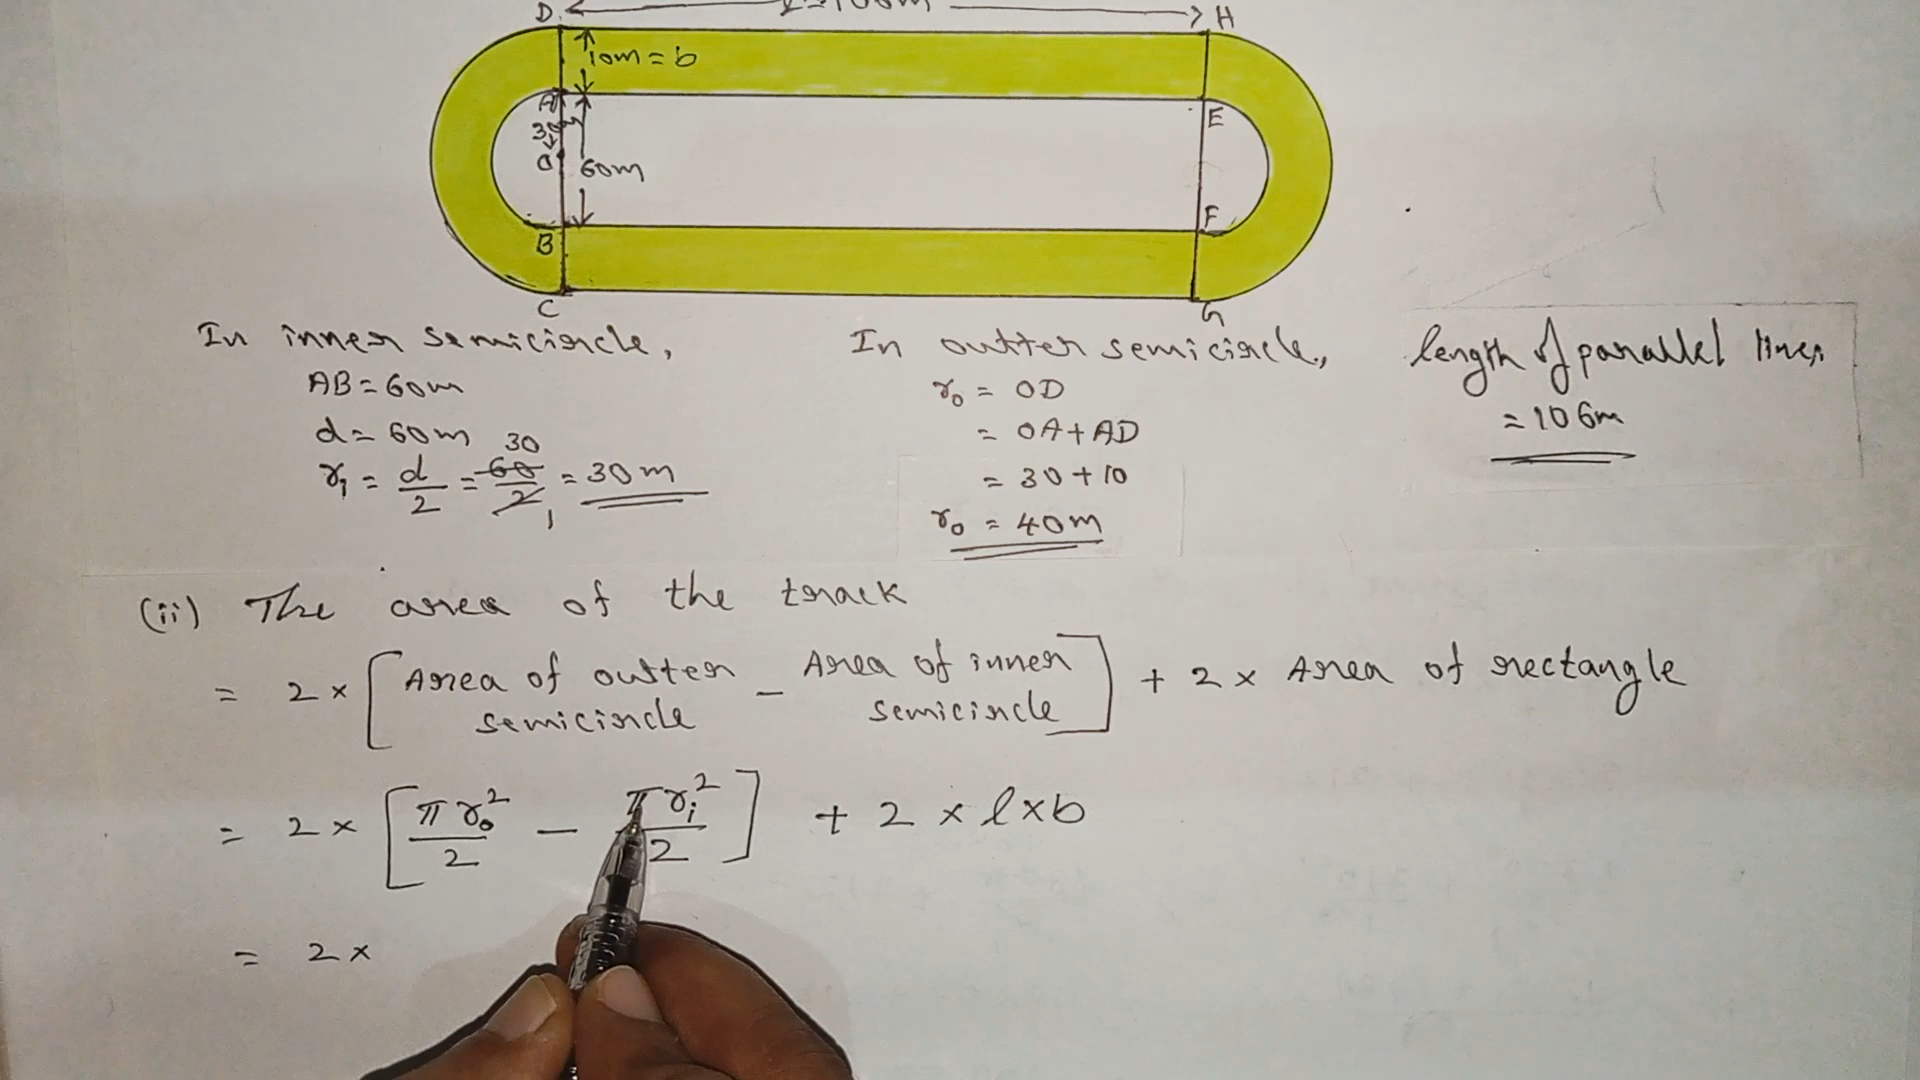 D H
10m = b
A E
30m
O 60m
F
B
C G
In inner semicircle,
AB = 60m
d = 60m
r₁ = d/2 = 60/2 = 30m
30
1
In outter semicircle,
r₀ = OD
= OA + AD
= 30 + 10
r₀ = 40m
length of parallel lines
= 106m
(ii) The area of the track
= 2 × [Area of outter semicircle – Area of inner semicircle] + 2 × Area of rectangle
= 2 × [πr₀²/2 – πrᵢ²/2] + 2 × l × b
= 2 ×